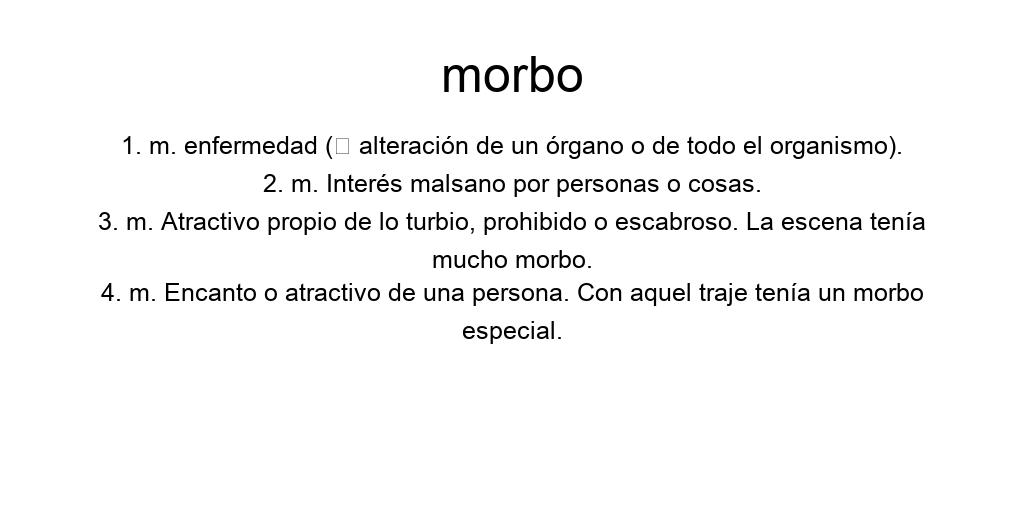 morbo
1. m. enfermedad (□ alteración de un órgano o de todo el organismo).
2. m. Interés malsano por personas o cosas.
3. m. Atractivo propio de lo turbio, prohibido o escabroso. La escena tenía
mucho morbo.
4. m. Encanto o atractivo de una persona. Con aquel traje tenía un morbo
especial.